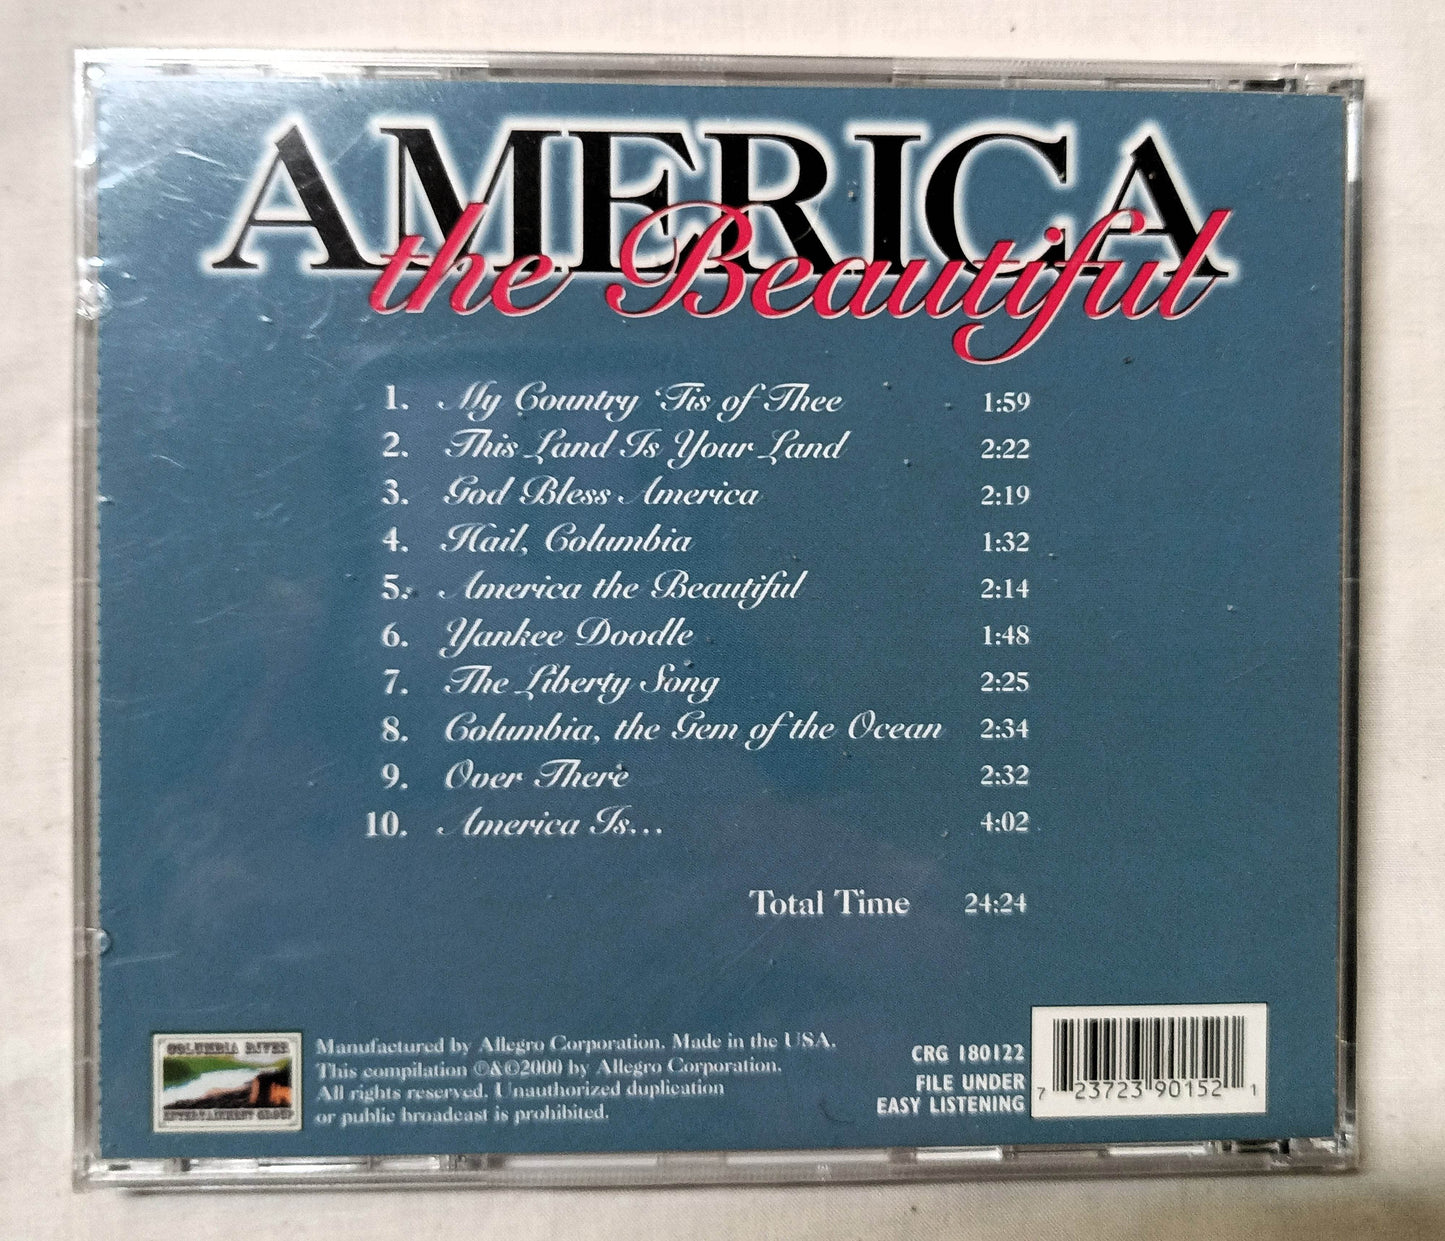 AMERICA
the Beautiful
1. My Country 'Tis of Thee 1:59
2. This Land Is Your Land 2:22
3. God Bless America 2:19
4. Hail, Columbia 1:32
5. America the Beautiful 2:14
6. Yankee Doodle 1:48
7. The Liberty Song 2:25
8. Columbia, the Gem of the Ocean 2:34
9. Over There 2:32
10. America Is... 4:02
Total Time 24:24
COLUMBIA RIVER
ENTERTAINMENT GROUP
Manufactured by Allegro Corporation. Made in the USA.
This compilation ℗&©2000 by Allegro Corporation.
All rights reserved. Unauthorized duplication
or public broadcast is prohibited.
CRG 180122
FILE UNDER
EASY LISTENING
7 23723 90152 1